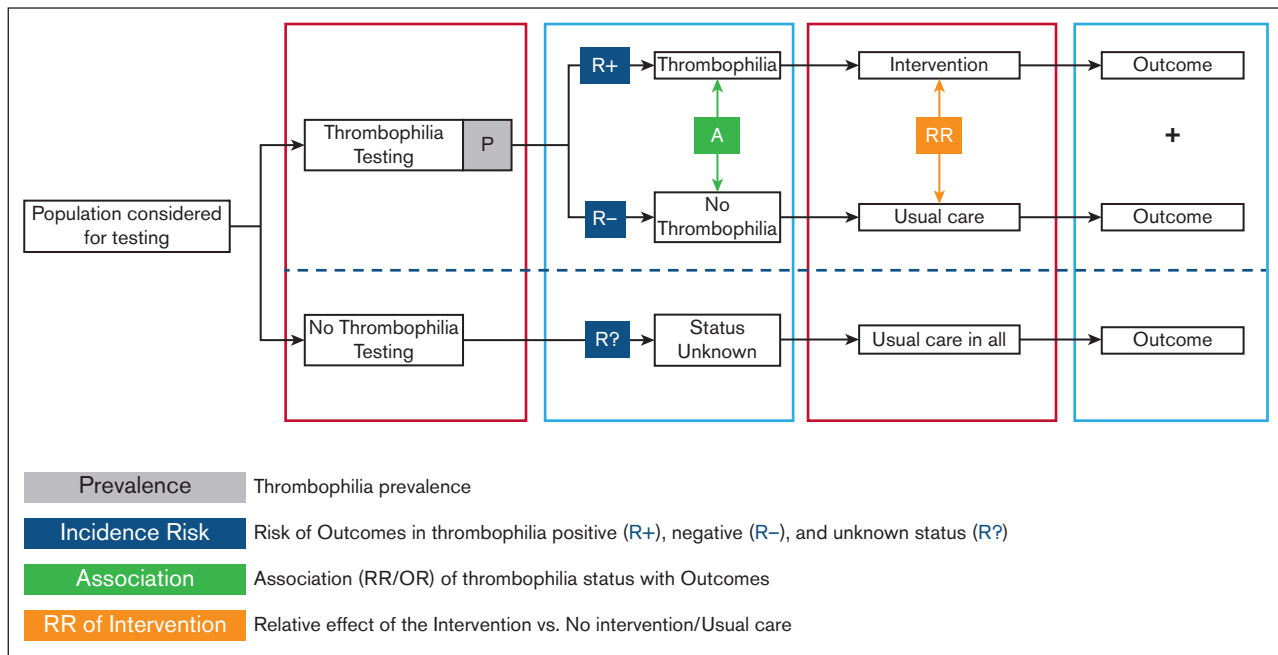 Population considered
for testing
Thrombophilia
Testing
P
No Thrombophilia
Testing
R+
Thrombophilia
A
R−
No
Thrombophilia
R?
Status
Unknown
Intervention
RR
Usual care
Usual care in all
Outcome
+
Outcome
Outcome
Prevalence
Thrombophilia prevalence
Incidence Risk
Risk of Outcomes in thrombophilia positive (R+), negative (R−), and unknown status (R?)
Association
Association (RR/OR) of thrombophilia status with Outcomes
RR of Intervention
Relative effect of the Intervention vs. No intervention/Usual care